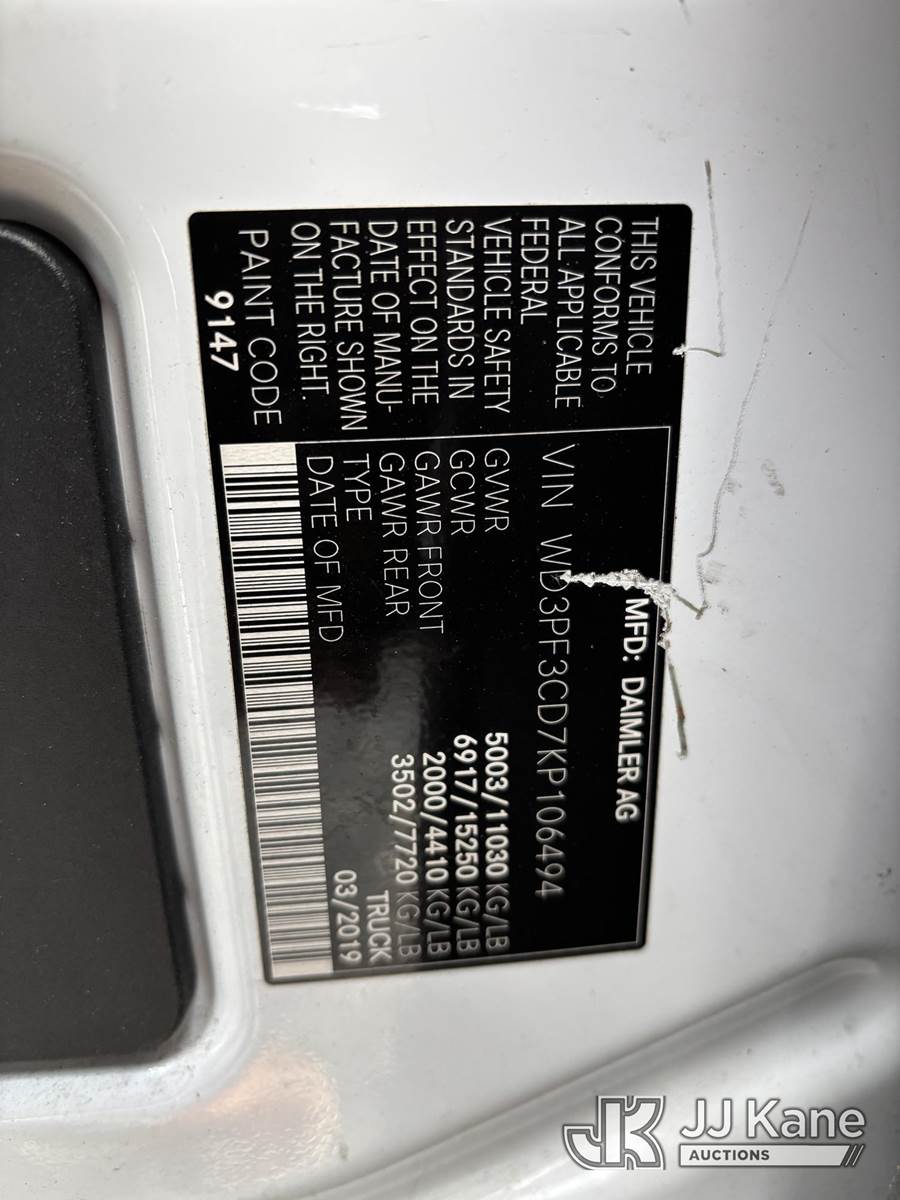 THIS VEHICLE
CONFORMS TO
ALL APPLICABLE
FEDERAL
VEHICLE SAFETY
STANDARDS IN
EFFECT ON THE
DATE OF MANU-
FACTURE SHOWN
ON THE RIGHT.
PAINT CODE
9147
MFD: DAIMLER AG
VIN WD3PF3CD7KP106494
GVWR 5003/11030 KG/LB
GCWR 6917/15250 KG/LB
GAWR FRONT 2000/4410 KG/LB
GAWR REAR 3502/7720 KG/LB
TYPE TRUCK
DATE OF MFD 03/2019
JK JJ Kane
AUCTIONS